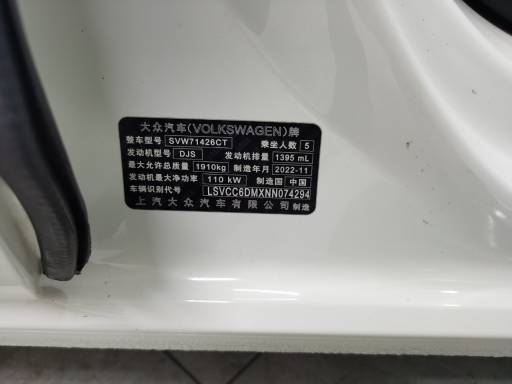 大众汽车(VOLKSWAGEN)牌
整车型号 SVW71426CT 乘坐人数 5
发动机型号 DJS 发动机排量 1395 mL
最大允许总质量 1910kg 制造年月 2022-11
发动机最大净功率 110 kW 制造国 中国
车辆识别代号 LSVCC6DMXNN074294
上汽大众汽车有限公司制造